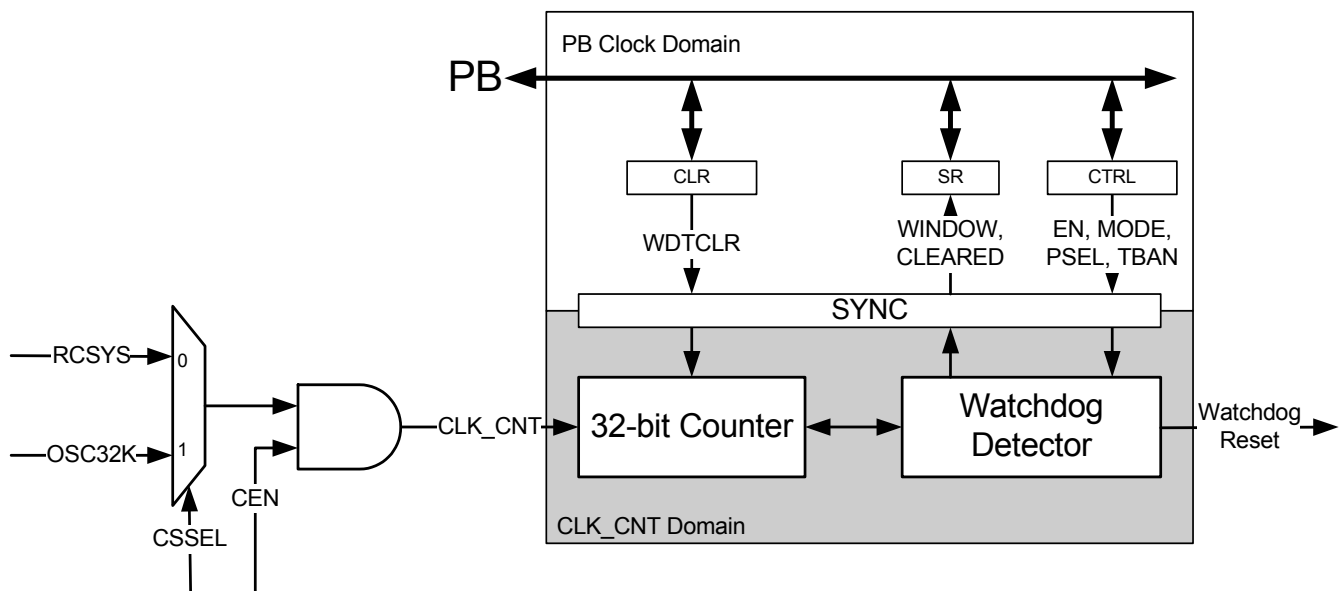 PB Clock Domain
PB
CLR
SR
CTRL
WDTCLR
WINDOW,
CLEARED
EN, MODE,
PSEL, TBAN
SYNC
RCSYS
0
OSC32K
1
CSSEL
CEN
CLK_CNT
32-bit Counter
Watchdog
Detector
Watchdog
Reset
CLK_CNT Domain